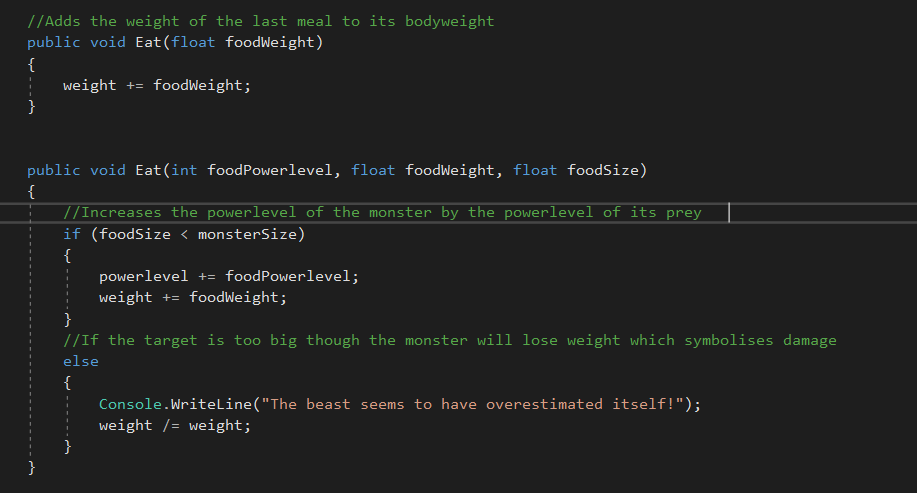 //Adds the weight of the last meal to its bodyweight
public void Eat(float foodWeight)
{
weight += foodWeight;
}
public void Eat(int foodPowerlevel, float foodWeight, float foodSize)
{
//Increases the powerlevel of the monster by the powerlevel of its prey
if (foodSize < monsterSize)
{
powerlevel += foodPowerlevel;
weight += foodWeight;
}
//If the target is too big though the monster will lose weight which symbolises damage
else
{
Console.WriteLine("The beast seems to have overestimated itself!");
weight /= weight;
}
}